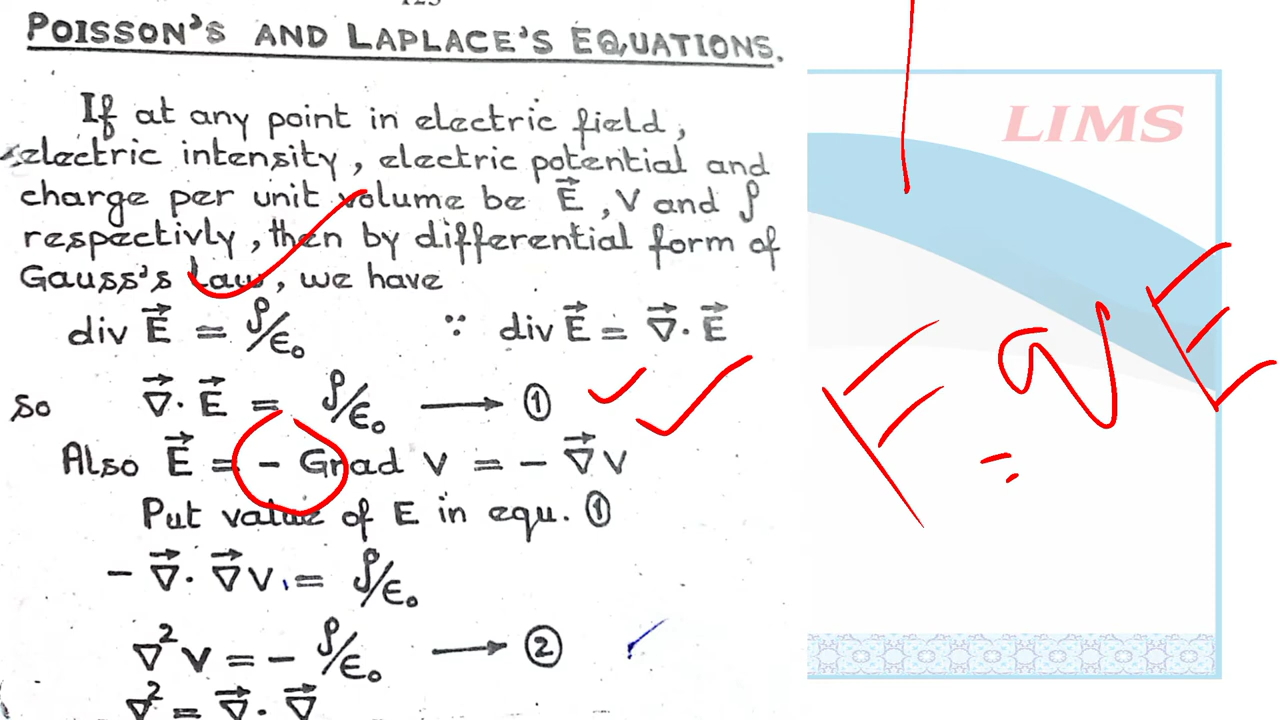 POISSON'S AND LAPLACE'S EQUATIONS.
If at any point in electric field,
electric intensity, electric potential and
charge per unit volume be E⃗, V and ρ
respectivly, then by differential form of
Gauss's Law, we have
div E⃗ = ρ/ε₀ ∵ div E⃗ = ∇⃗. E⃗
so ∇⃗. E⃗ = ρ/ε₀ ⟶ ①
Also E⃗ = - Grad V = - ∇⃗V
Put value of E in equ. ①
- ∇⃗. ∇⃗V = ρ/ε₀
∇²V = - ρ/ε₀ ⟶ ②
∇² = ∇⃗. ∇⃗
LIMS
F = qE